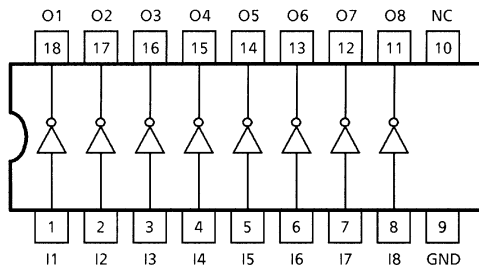 O1 O2 O3 O4 O5 O6 O7 O8 NC
18 17 16 15 14 13 12 11 10
1 2 3 4 5 6 7 8 9
I1 I2 I3 I4 I5 I6 I7 I8 GND